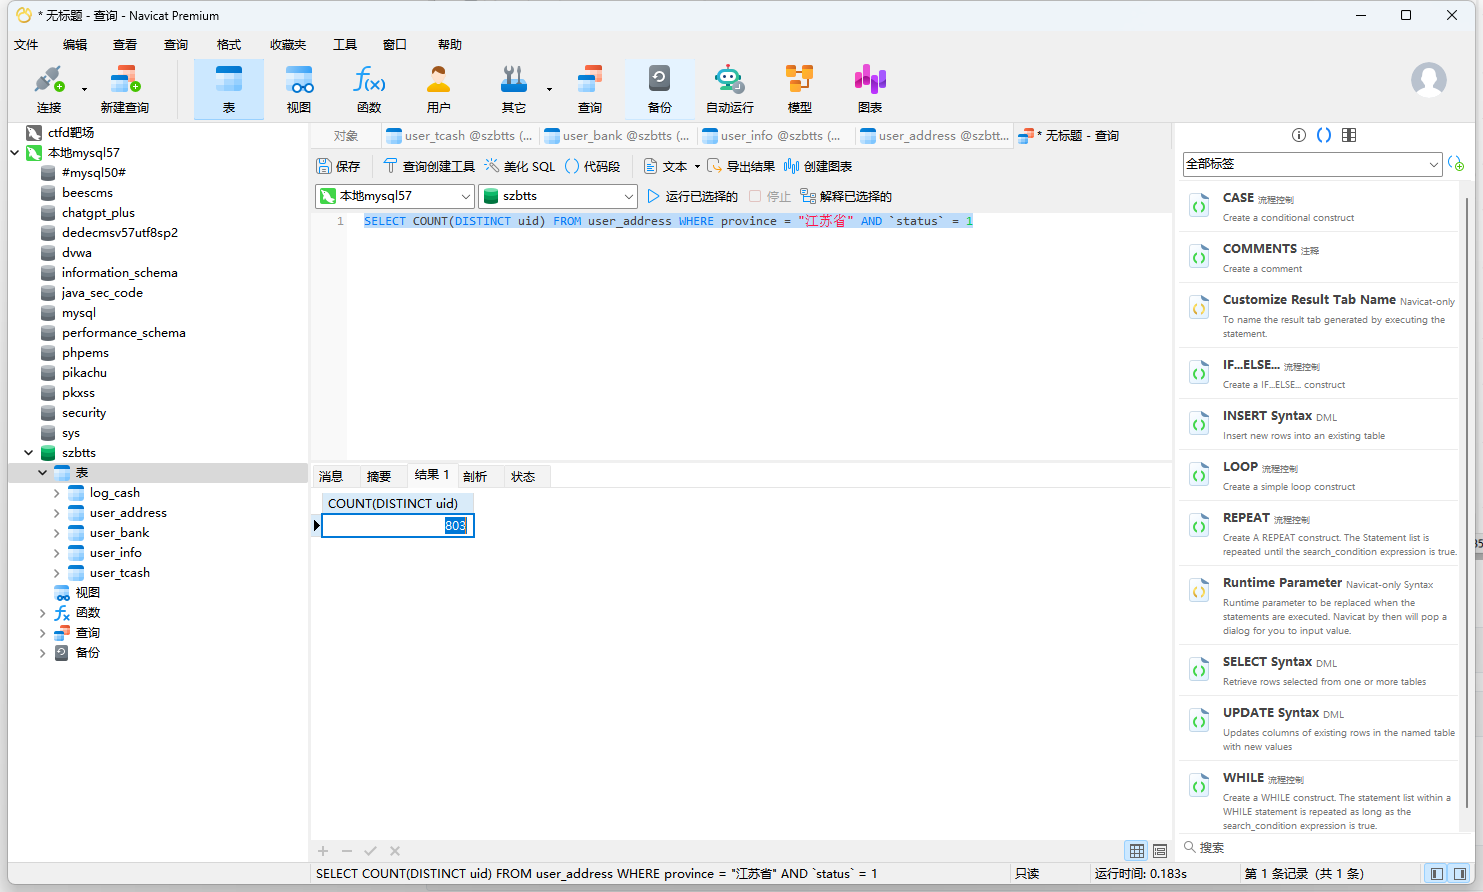 * 无标题 - 查询 - Navicat Premium
文件 编辑 查看 查询 格式 收藏夹 工具 窗口 帮助
连接 新建查询 表 视图 函数 用户 其它 查询 备份 自动运行 模型 图表
ctfd靶场
本地mysql57
#mysql50#
beescms
chatgpt_plus
dedecmsv57utf8sp2
dvwa
information_schema
java_sec_code
mysql
performance_schema
phpems
pikachu
pkxss
security
sys
szbtts
表
log_cash
user_address
user_bank
user_info
user_tcash
视图
函数
查询
备份
对象 user_tcash @szbtts (... user_bank @szbtts (... user_info @szbtts (... user_address @szbtt... * 无标题 - 查询
保存 查询创建工具 美化 SQL 代码段 文本 导出结果 创建图表
本地mysql57 szbtts 运行已选择的 停止 解释已选择的
1 SELECT COUNT(DISTINCT uid) FROM user_address WHERE province = "江苏省" AND `status` = 1
消息 摘要 结果 1 剖析 状态
COUNT(DISTINCT uid)
803
全部标签
CASE 流程控制
Create a conditional construct
COMMENTS 注释
Create a comment
Customize Result Tab Name Navicat-only
To name the result tab generated by executing the
statement.
IF...ELSE... 流程控制
Create a IF...ELSE... construct
INSERT Syntax DML
Insert new rows into an existing table
LOOP 流程控制
Create a simple loop construct
REPEAT 流程控制
Create A REPEAT construct. The Statement list is
repeated until the search_condition expression is true.
Runtime Parameter Navicat-only Syntax
Runtime parameter to be replaced when the
statements are executed. Navicat by then will pop a
dialog for you to input value.
SELECT Syntax DML
Retrieve rows selected from one or more tables
UPDATE Syntax DML
Updates columns of existing rows in the named table
with new values
WHILE 流程控制
Create a WHILE construct. The statement list within a
WHILE statement is repeated as long as the
search_condition expression is true.
搜索
SELECT COUNT(DISTINCT uid) FROM user_address WHERE province = "江苏省" AND `status` = 1 只读 运行时间: 0.183s 第 1 条记录 (共 1 条)